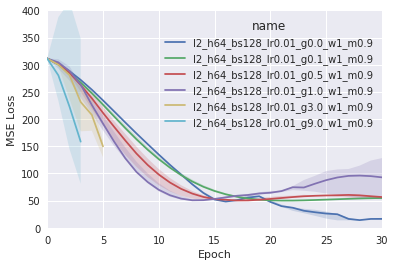 name
l2_h64_bs128_lr0.01_g0.0_w1_m0.9
l2_h64_bs128_lr0.01_g0.1_w1_m0.9
l2_h64_bs128_lr0.01_g0.5_w1_m0.9
l2_h64_bs128_lr0.01_g1.0_w1_m0.9
l2_h64_bs128_lr0.01_g3.0_w1_m0.9
l2_h64_bs128_lr0.01_g9.0_w1_m0.9
MSE Loss
400
350
300
250
200
150
100
50
0
0 5 10 15 20 25 30
Epoch